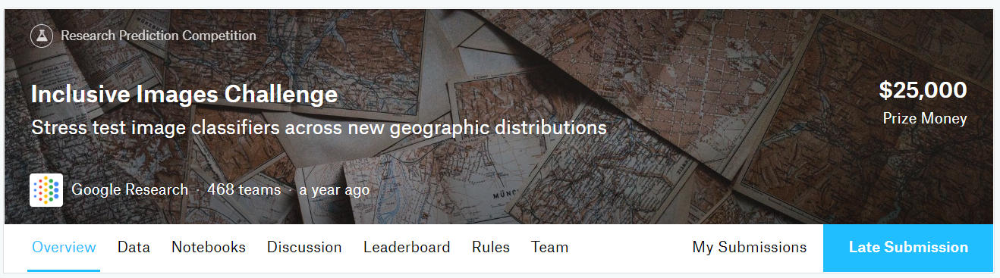 Research Prediction Competition
Inclusive Images Challenge
Stress test image classifiers across new geographic distributions
$25,000
Prize Money
Google Research · 468 teams · a year ago
MÜNC
Overview Data Notebooks Discussion Leaderboard Rules Team My Submissions Late Submission